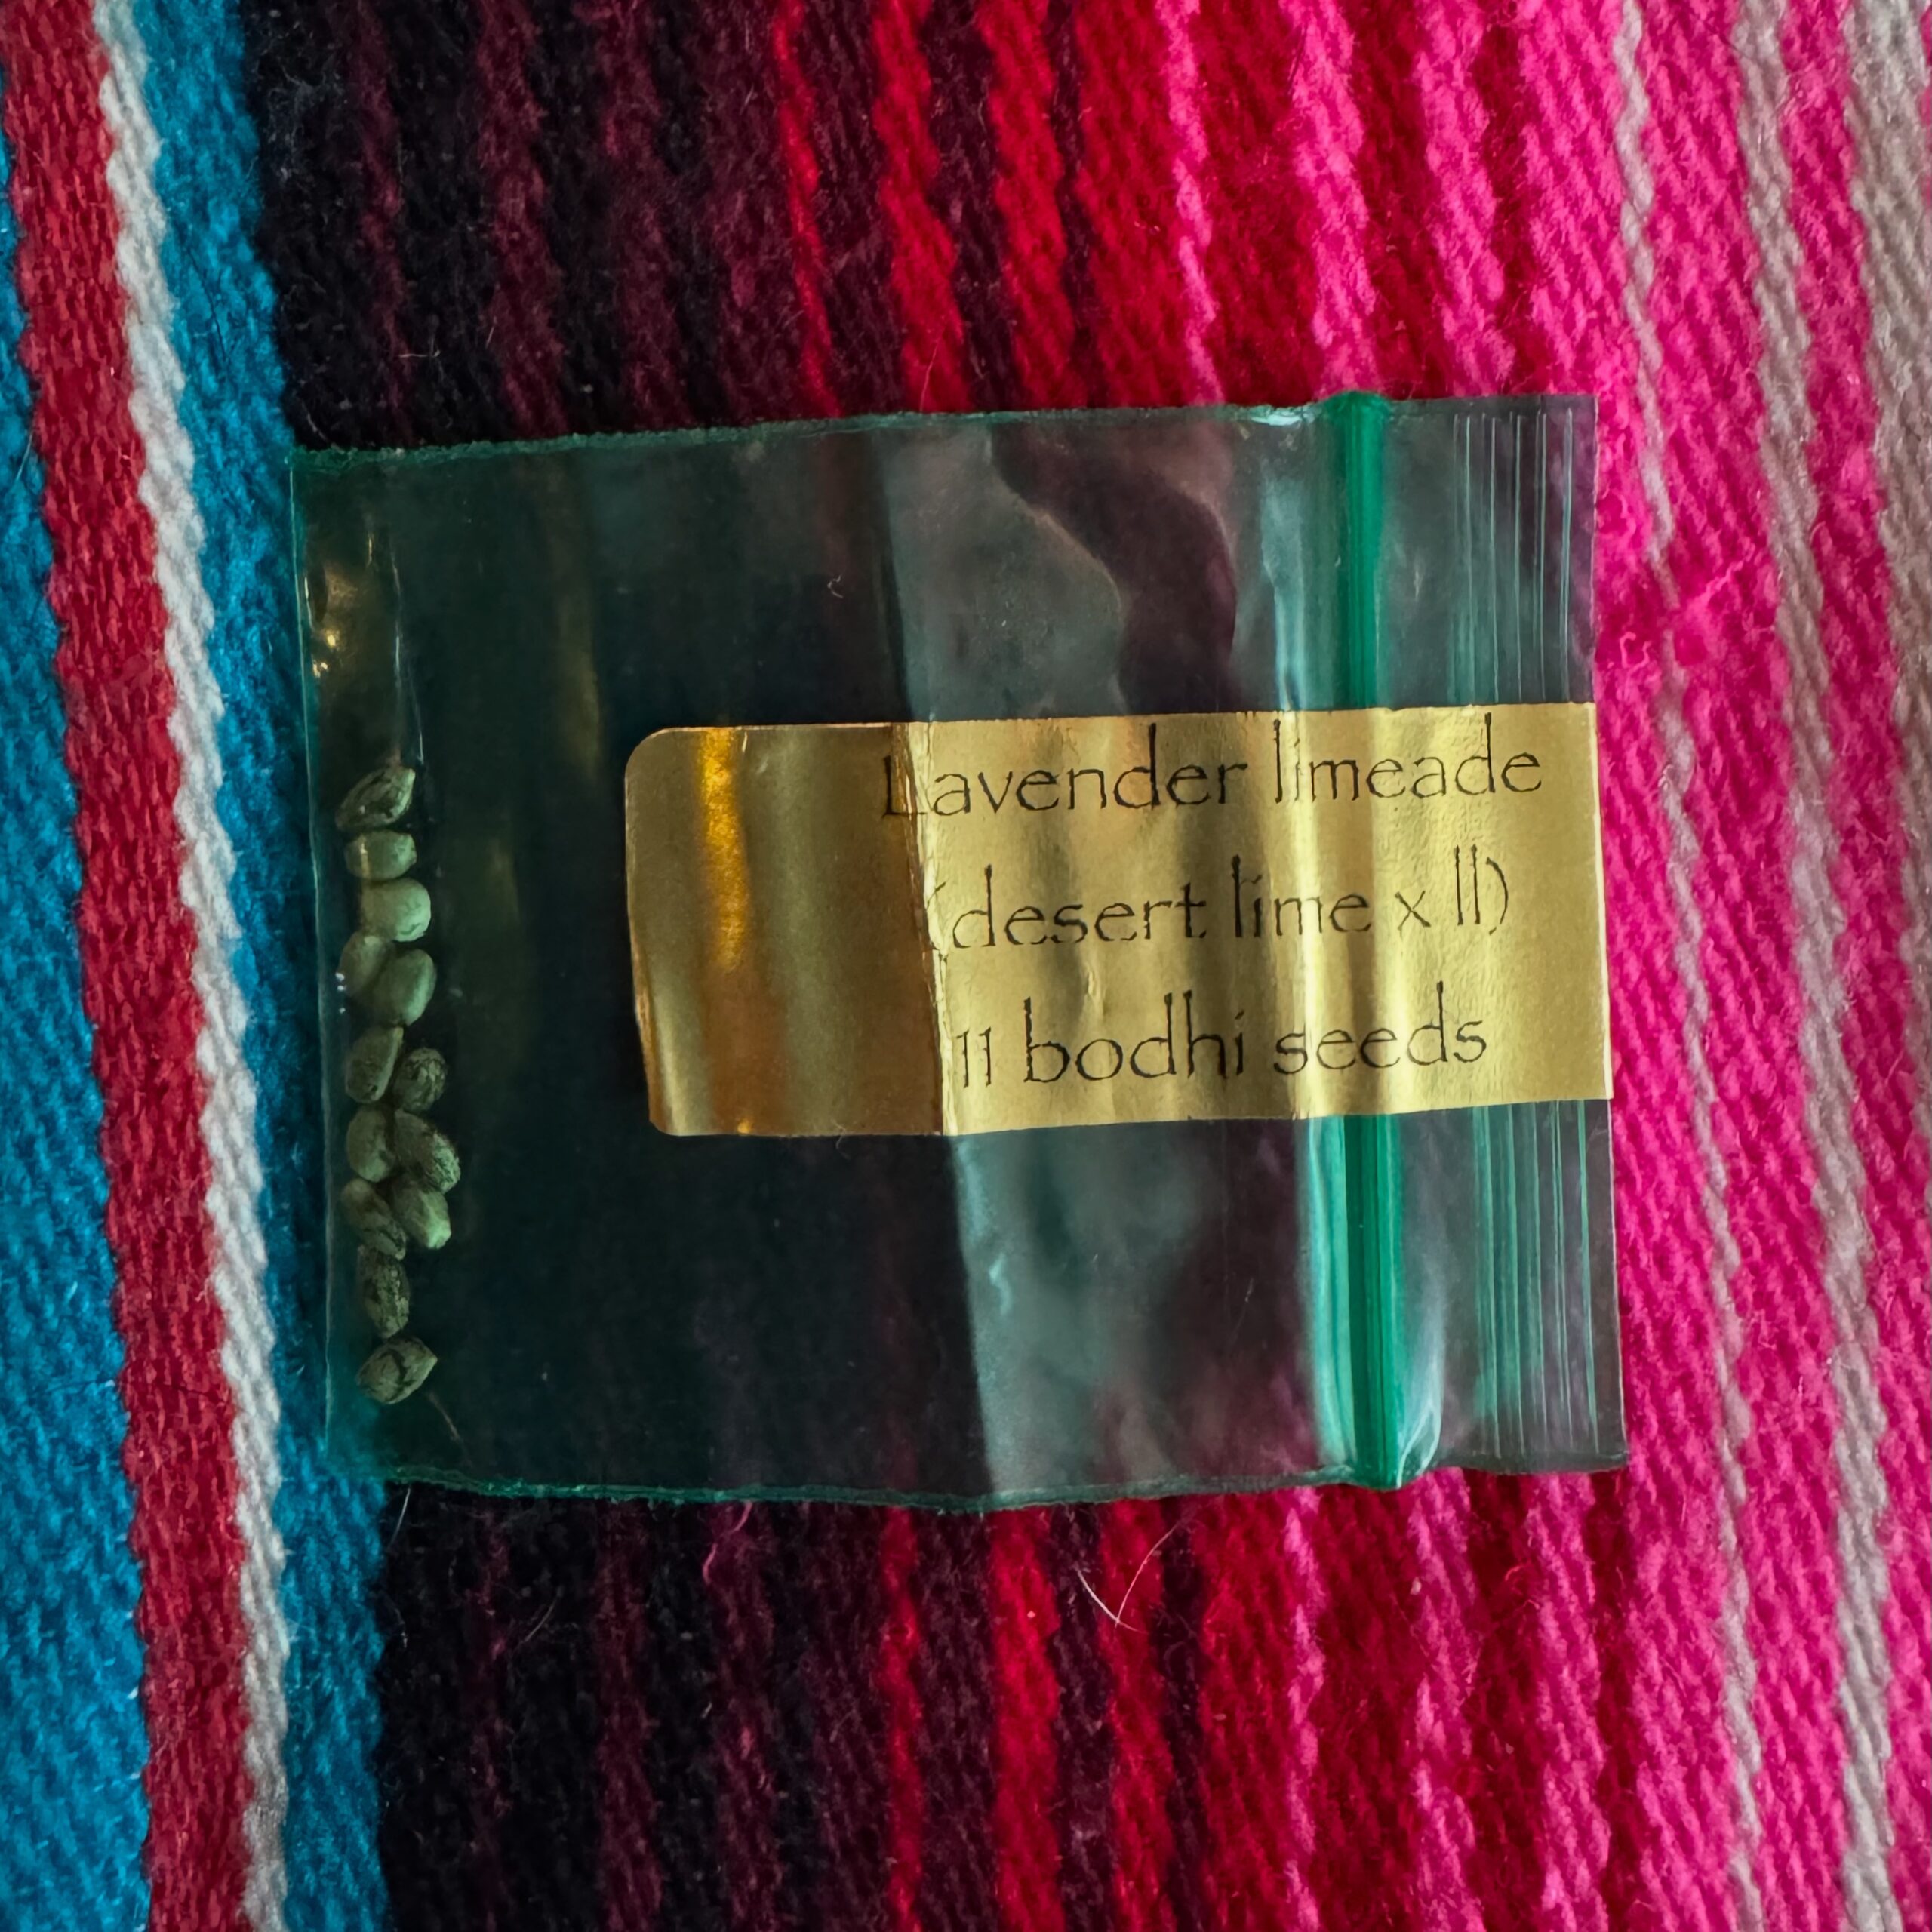 Lavender limeade
(desert lime x ll)
11 bodhi seeds